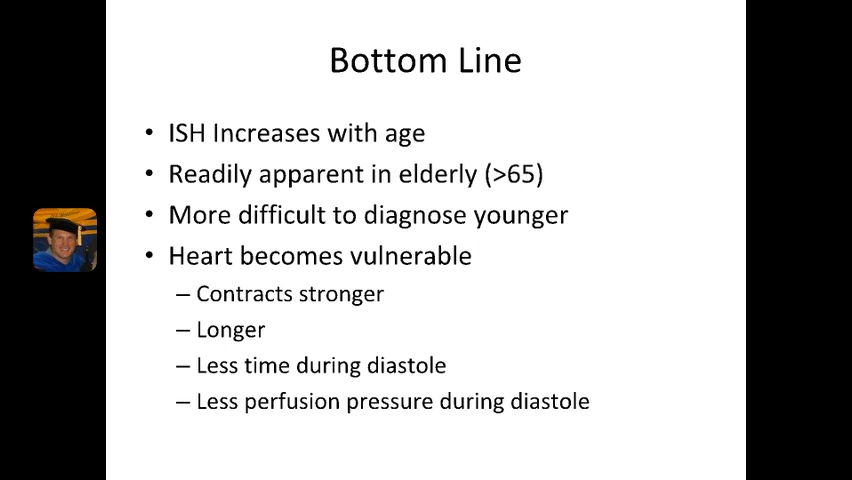 Bottom Line
• ISH Increases with age
• Readily apparent in elderly (>65)
• More difficult to diagnose younger
• Heart becomes vulnerable
– Contracts stronger
– Longer
– Less time during diastole
– Less perfusion pressure during diastole